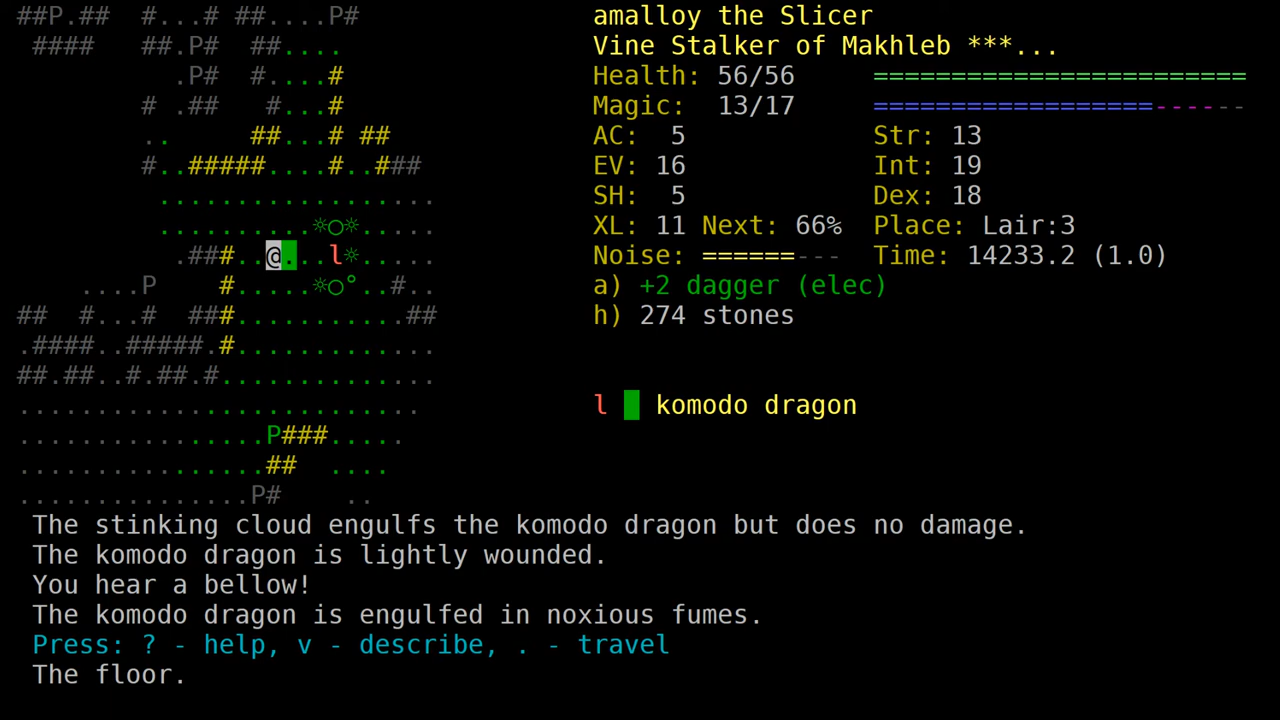 ##P.##  #...# ##....P#
 ####   ##.P#  ##....
          .P#  #....#
        # .##   #...#
        ..     ##...# ##
        #..#####....#..####
         ..................
         ..........☼○☼.....
          .###..@...l☼.....
    ....P    #.....☼○°..#..
##  #...#  ###...........##
.####..#####.#.............
##.##..#.##.#..............
..........................
................P###.....
................##  ....
...............P#    ..
amalloy the Slicer
Vine Stalker of Makhleb ***...
Health: 56/56 ========================
Magic: 13/17 ==================------
AC: 5 Str: 13
EV: 16 Int: 19
SH: 5 Dex: 18
XL: 11 Next: 66% Place: Lair:3
Noise: ======--- Time: 14233.2 (1.0)
a) +2 dagger (elec)
h) 274 stones
l komodo dragon
The stinking cloud engulfs the komodo dragon but does no damage.
The komodo dragon is lightly wounded.
You hear a bellow!
The komodo dragon is engulfed in noxious fumes.
Press: ? - help, v - describe, . - travel
The floor.